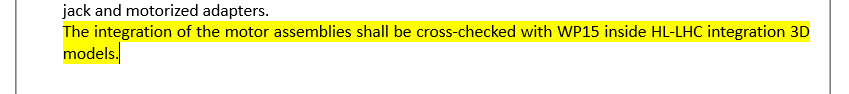 jack and motorized adapters.
The integration of the motor assemblies shall be cross-checked with WP15 inside HL-LHC integration 3D
models.